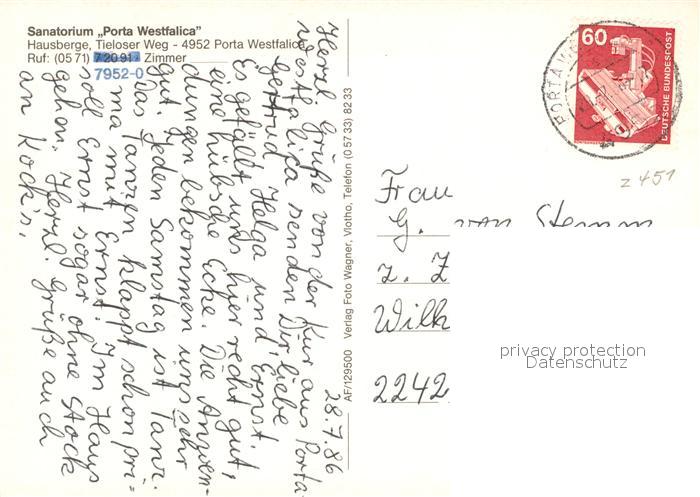 Sanatorium „Porta Westfalica"
Hausberge, Tieloser Weg - 4952 Porta Westfalica
Ruf: (0571) 7 20 91 - Zimmer
7952-0
28.7.86
Herzl. Grüße von der Kur aus Porta-
Westfalica senden Dir, liebe
Gertrud, Helga und Ernst.
Es gefällt uns hier recht gut,
eine hübsche Ecke. Die Anwen-
dungen bekommen uns sehr
gut. Jeden Samstag ist Tanz.
Das Tanzen klappt schon pri-
ma mit Ernst. Im Haus
soll Ernst sogar ohne Stock
gehen. Herzl. Grüße auch
an Kock's.
AF/129500 Verlag Foto Wagner, Vlotho, Telefon (0 57 33) 82 33
60
DEUTSCHE BUNDESPOST
PORTA W
z 451
Frau
G. von Stemm
z. Z
Wilh
2242
privacy protection
Datenschutz